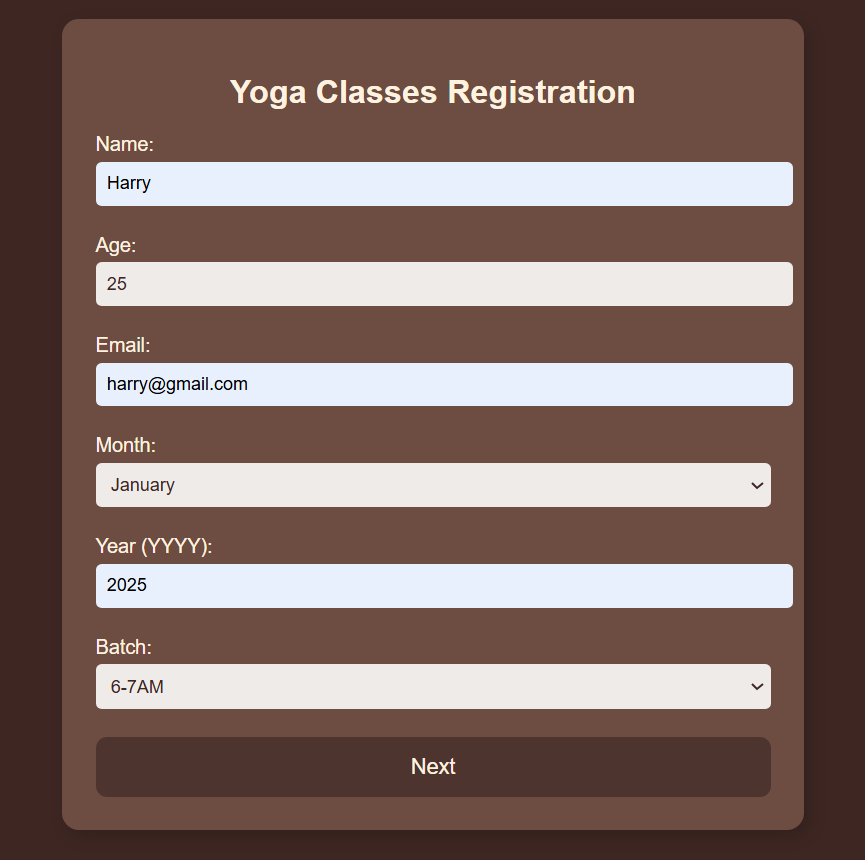 Yoga Classes Registration
Name:
Harry
Age:
25
Email:
harry@gmail.com
Month:
January
Year (YYYY):
2025
Batch:
6-7AM
Next